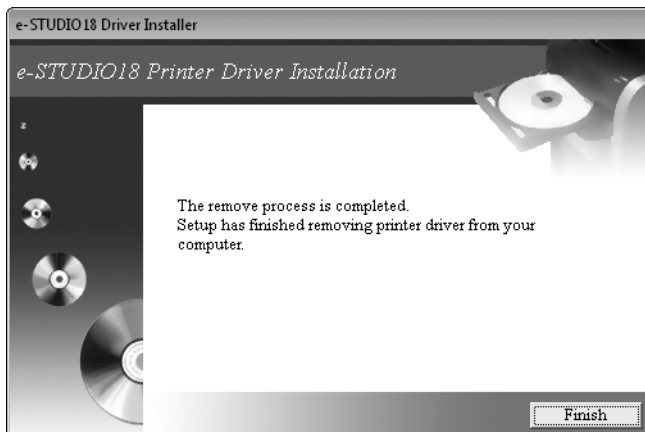 e-STUDIO18 Driver Installer
e-STUDIO18 Printer Driver Installation
The remove process is completed.
Setup has finished removing printer driver from your
computer.
Finish